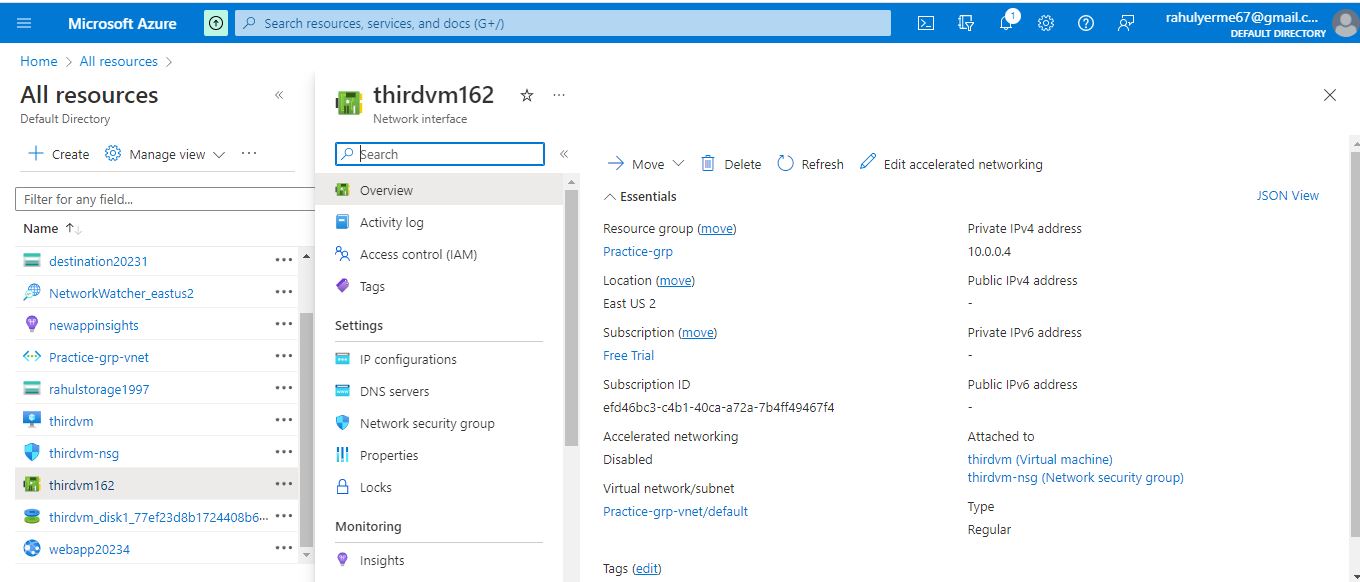 Microsoft Azure
Search resources, services, and docs (G+/)
1
rahulyerme67@gmail.c...
DEFAULT DIRECTORY
Home > All resources >
All resources
Default Directory
Create
Manage view
Filter for any field...
Name
destination20231
NetworkWatcher_eastus2
newappinsights
Practice-grp-vnet
rahulstorage1997
thirdvm
thirdvm-nsg
thirdvm162
thirdvm_disk1_77ef23d8b1724408b6...
webapp20234
thirdvm162
Network interface
Search
Overview
Activity log
Access control (IAM)
Tags
Settings
IP configurations
DNS servers
Network security group
Properties
Locks
Monitoring
Insights
Move
Delete
Refresh
Edit accelerated networking
Essentials
JSON View
Resource group (move)
Practice-grp
Location (move)
East US 2
Subscription (move)
Free Trial
Subscription ID
efd46bc3-c4b1-40ca-a72a-7b4ff49467f4
Accelerated networking
Disabled
Virtual network/subnet
Practice-grp-vnet/default
Private IPv4 address
10.0.0.4
Public IPv4 address
-
Private IPv6 address
-
Public IPv6 address
-
Attached to
thirdvm (Virtual machine)
thirdvm-nsg (Network security group)
Type
Regular
Tags (edit)